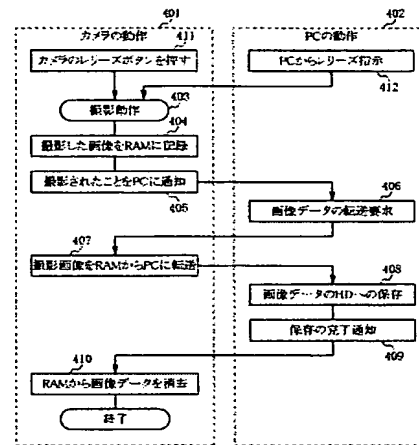 401
402
カメラの動作
PCの動作
411
カメラのレリーズボタンを押す
PCからレリーズ指示
412
撮影動作
403
404
撮影した画像をRAMに記録
撮影されたことをPCに通知
405
406
画像データの転送要求
407
撮影画像をRAMからPCに転送
408
画像データのHDへの保存
保存の完了通知
409
410
RAMから画像データを消去
終了